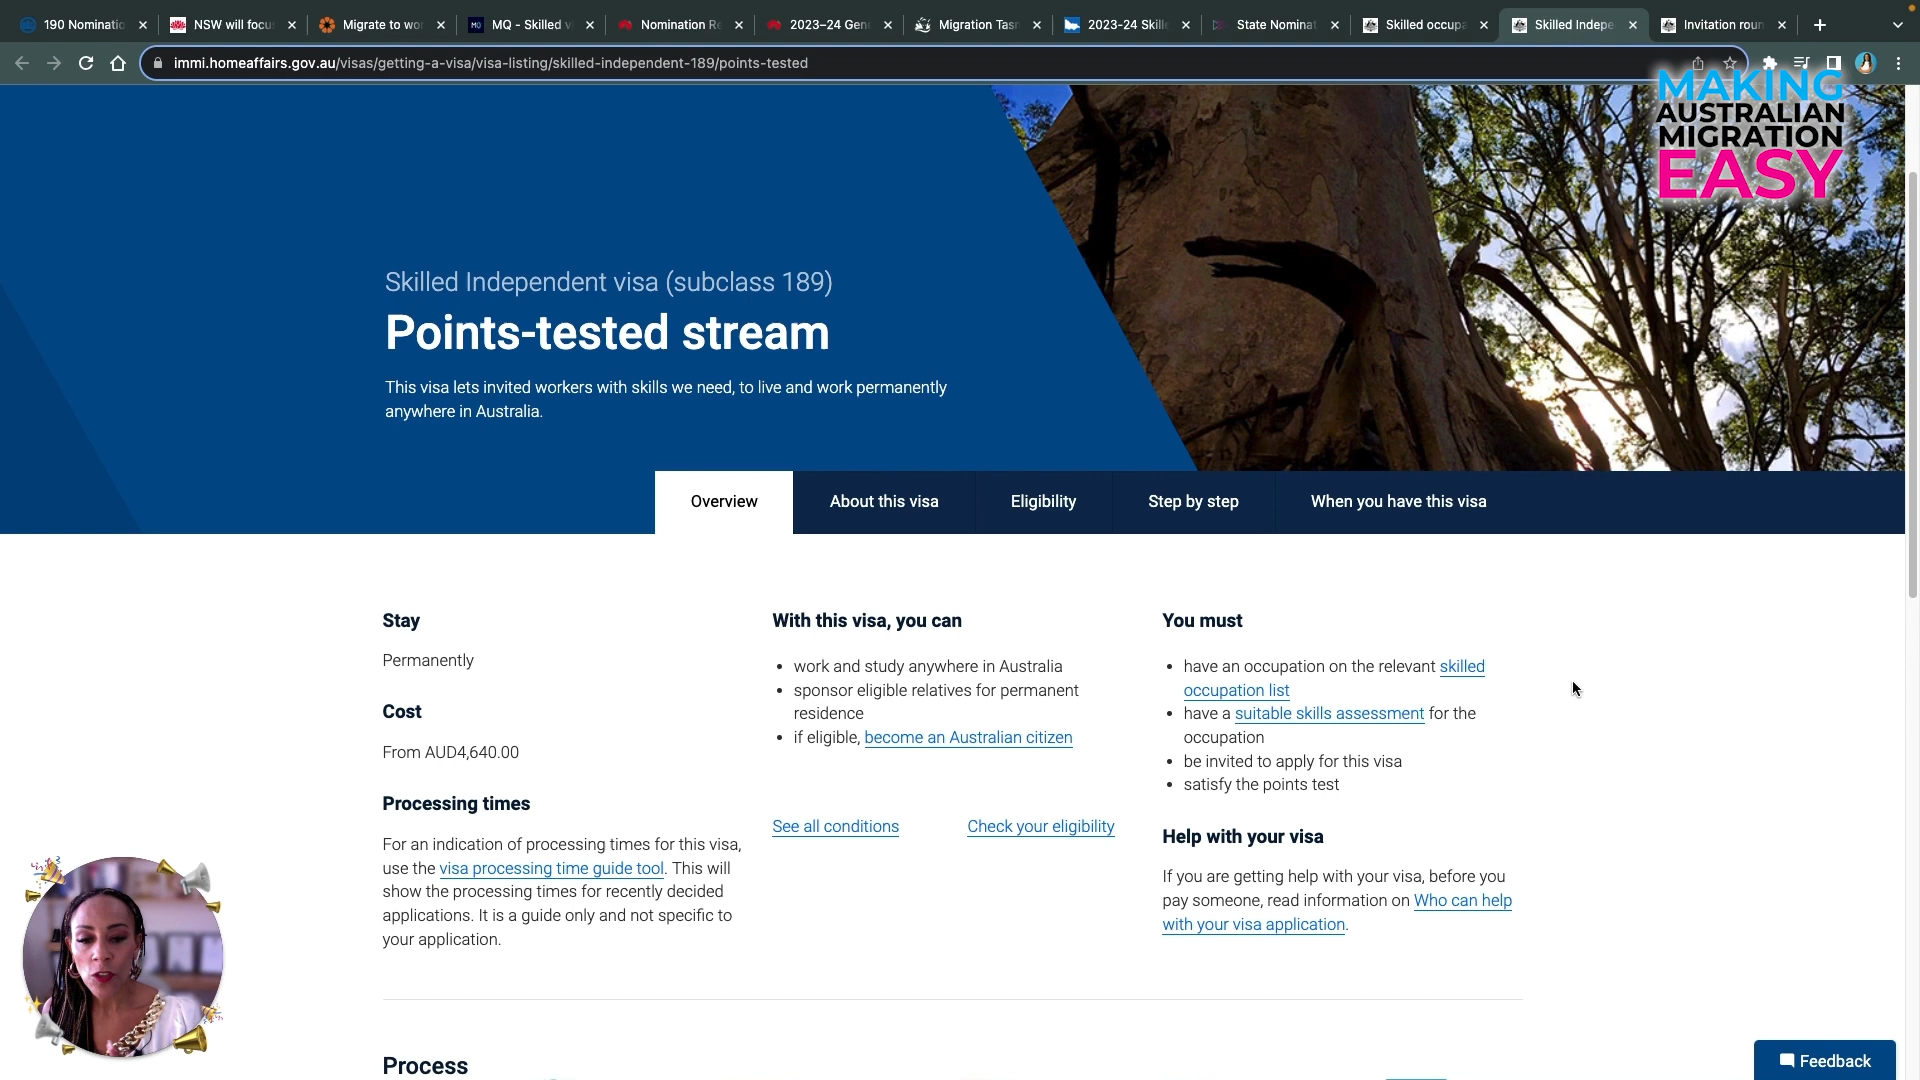 190 Nominatio
NSW will focu
Migrate to wor
MQ - Skilled v
Nomination Re
2023–24 Gene
Migration Tasm
2023-24 Skille
State Nominat
Skilled occupa
Skilled Indepe
Invitation roun
immi.homeaffairs.gov.au/visas/getting-a-visa/visa-listing/skilled-independent-189/points-tested
MAKING
AUSTRALIAN
MIGRATION
EASY
Skilled Independent visa (subclass 189)
Points-tested stream
This visa lets invited workers with skills we need, to live and work permanently
anywhere in Australia.
Overview
About this visa
Eligibility
Step by step
When you have this visa
Stay
Permanently
Cost
From AUD4,640.00
Processing times
For an indication of processing times for this visa,
use the visa processing time guide tool. This will
show the processing times for recently decided
applications. It is a guide only and not specific to
your application.
With this visa, you can
• work and study anywhere in Australia
• sponsor eligible relatives for permanent
residence
• if eligible, become an Australian citizen
See all conditions
Check your eligibility
You must
• have an occupation on the relevant skilled
occupation list
• have a suitable skills assessment for the
occupation
• be invited to apply for this visa
• satisfy the points test
Help with your visa
If you are getting help with your visa, before you
pay someone, read information on Who can help
with your visa application.
Process
Feedback